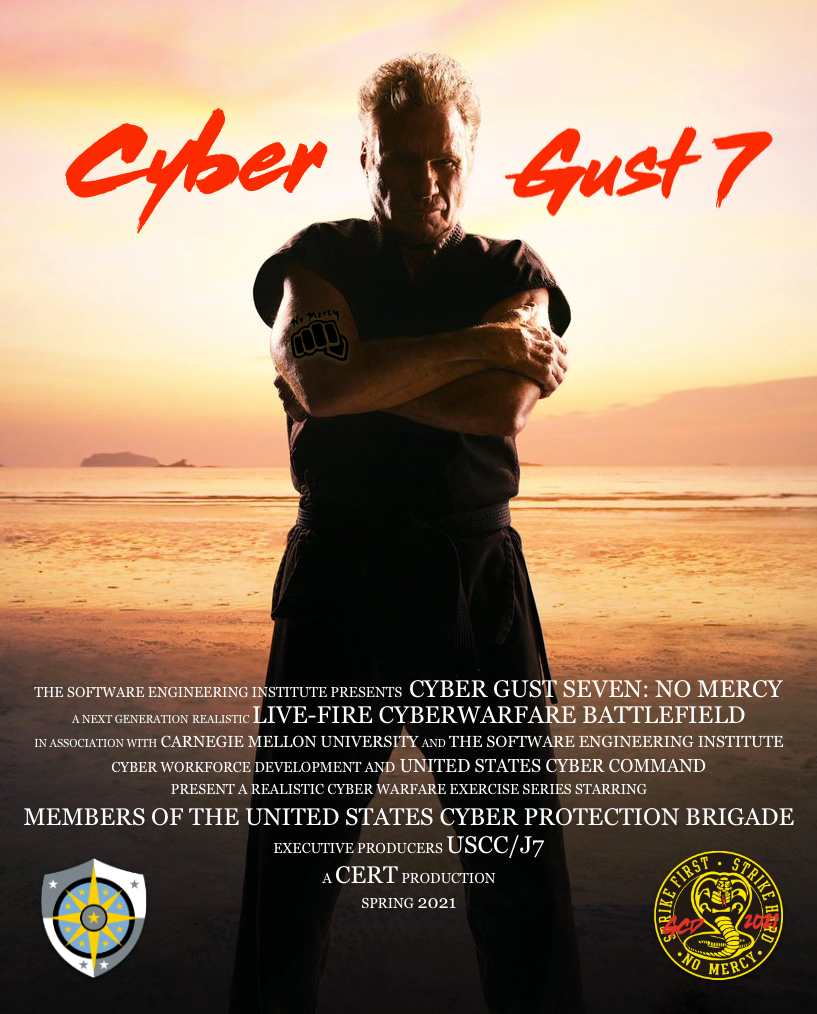 Cyber Gust 7
No Mercy
THE SOFTWARE ENGINEERING INSTITUTE PRESENTS CYBER GUST SEVEN: NO MERCY
A NEXT GENERATION REALISTIC LIVE-FIRE CYBERWARFARE BATTLEFIELD
IN ASSOCIATION WITH CARNEGIE MELLON UNIVERSITY AND THE SOFTWARE ENGINEERING INSTITUTE
CYBER WORKFORCE DEVELOPMENT AND UNITED STATES CYBER COMMAND
PRESENT A REALISTIC CYBER WARFARE EXERCISE SERIES STARRING
MEMBERS OF THE UNITED STATES CYBER PROTECTION BRIGADE
EXECUTIVE PRODUCERS USCC/J7
A CERT PRODUCTION
SPRING 2021
STRIKE FIRST • STRIKE HARD
GCD 2021
• NO MERCY •